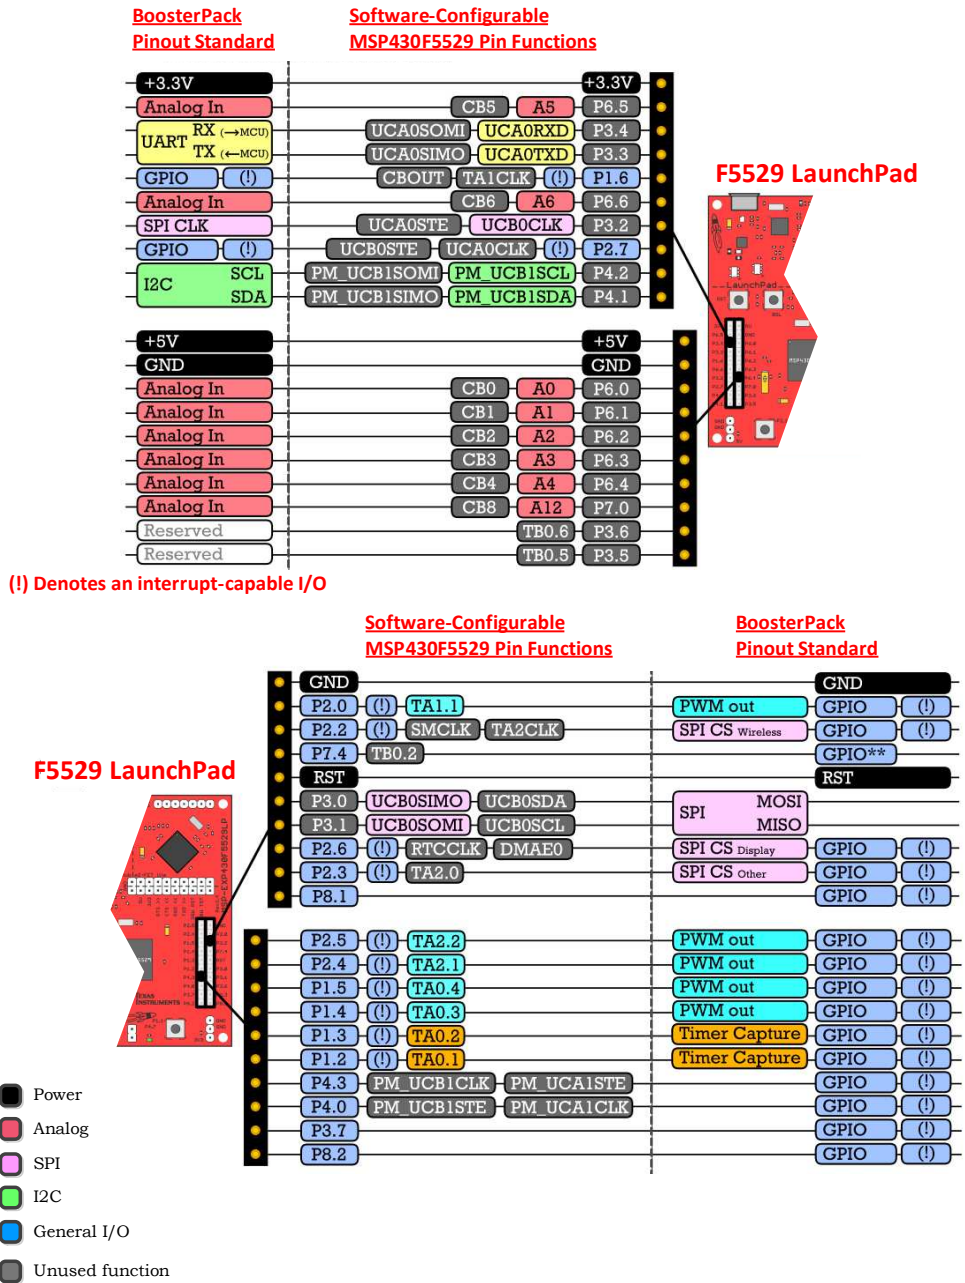 BoosterPack Software-Configurable
Pinout Standard MSP430F5529 Pin Functions
+3.3V +3.3V
Analog In CB5 A5 P6.5
UART RX (→MCU) UCA0SOMI UCA0RXD P3.4
TX (←MCU) UCA0SIMO UCA0TXD P3.3
GPIO (!) CBOUT TA1CLK (!) P1.6
Analog In CB6 A6 P6.6
SPI CLK UCA0STE UCB0CLK P3.2
GPIO (!) UCB0STE UCA0CLK (!) P2.7
I2C SCL PM_UCB1SOMI PM_UCB1SCL P4.2
SDA PM_UCB1SIMO PM_UCB1SDA P4.1
F5529 LaunchPad
LaunchPad
+5V +5V
GND GND
Analog In CB0 A0 P6.0
Analog In CB1 A1 P6.1
Analog In CB2 A2 P6.2
Analog In CB3 A3 P6.3
Analog In CB4 A4 P6.4
Analog In CB8 A12 P7.0
Reserved TB0.6 P3.6
Reserved TB0.5 P3.5
(!) Denotes an interrupt-capable I/O
Software-Configurable BoosterPack
MSP430F5529 Pin Functions Pinout Standard
GND GND
P2.0 (!) TA1.1 PWM out GPIO (!)
P2.2 (!) SMCLK TA2CLK SPI CS Wireless GPIO (!)
P7.4 TB0.2 GPIO**
RST RST
P3.0 UCB0SIMO UCB0SDA SPI MOSI
P3.1 UCB0SOMI UCB0SCL MISO
P2.6 (!) RTCCLK DMAE0 SPI CS Display GPIO (!)
P2.3 (!) TA2.0 SPI CS Other GPIO (!)
P8.1 GPIO (!)
F5529 LaunchPad
MSP-EXP430F5529LP
TEXAS
INSTRUMENTS
P2.5 (!) TA2.2 PWM out GPIO (!)
P2.4 (!) TA2.1 PWM out GPIO (!)
P1.5 (!) TA0.4 PWM out GPIO (!)
P1.4 (!) TA0.3 PWM out GPIO (!)
P1.3 (!) TA0.2 Timer Capture GPIO (!)
P1.2 (!) TA0.1 Timer Capture GPIO (!)
P4.3 PM_UCB1CLK PM_UCA1STE GPIO (!)
P4.0 PM_UCB1STE PM_UCA1CLK GPIO (!)
P3.7 GPIO (!)
P8.2 GPIO (!)
Power
Analog
SPI
I2C
General I/O
Unused function